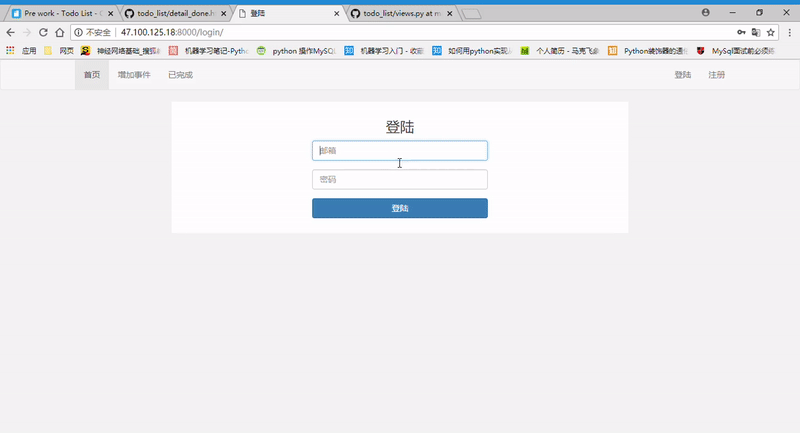 Pre work - Todo List -
todo_list/detail_done.h
登陆
todo_list/views.py at m
不安全
47.100.125.18:8000/login/
应用
网页
神经网络基础_搜狐
机器学习笔记-Pytho
python 操作MySQL
机器学习入门 - 收
如何用python实现
个人简历 - 马克飞象
Python装饰器的通
MySql面试前必须
首页
增加事件
已完成
登陆
注册
登陆
邮箱
密码
登陆